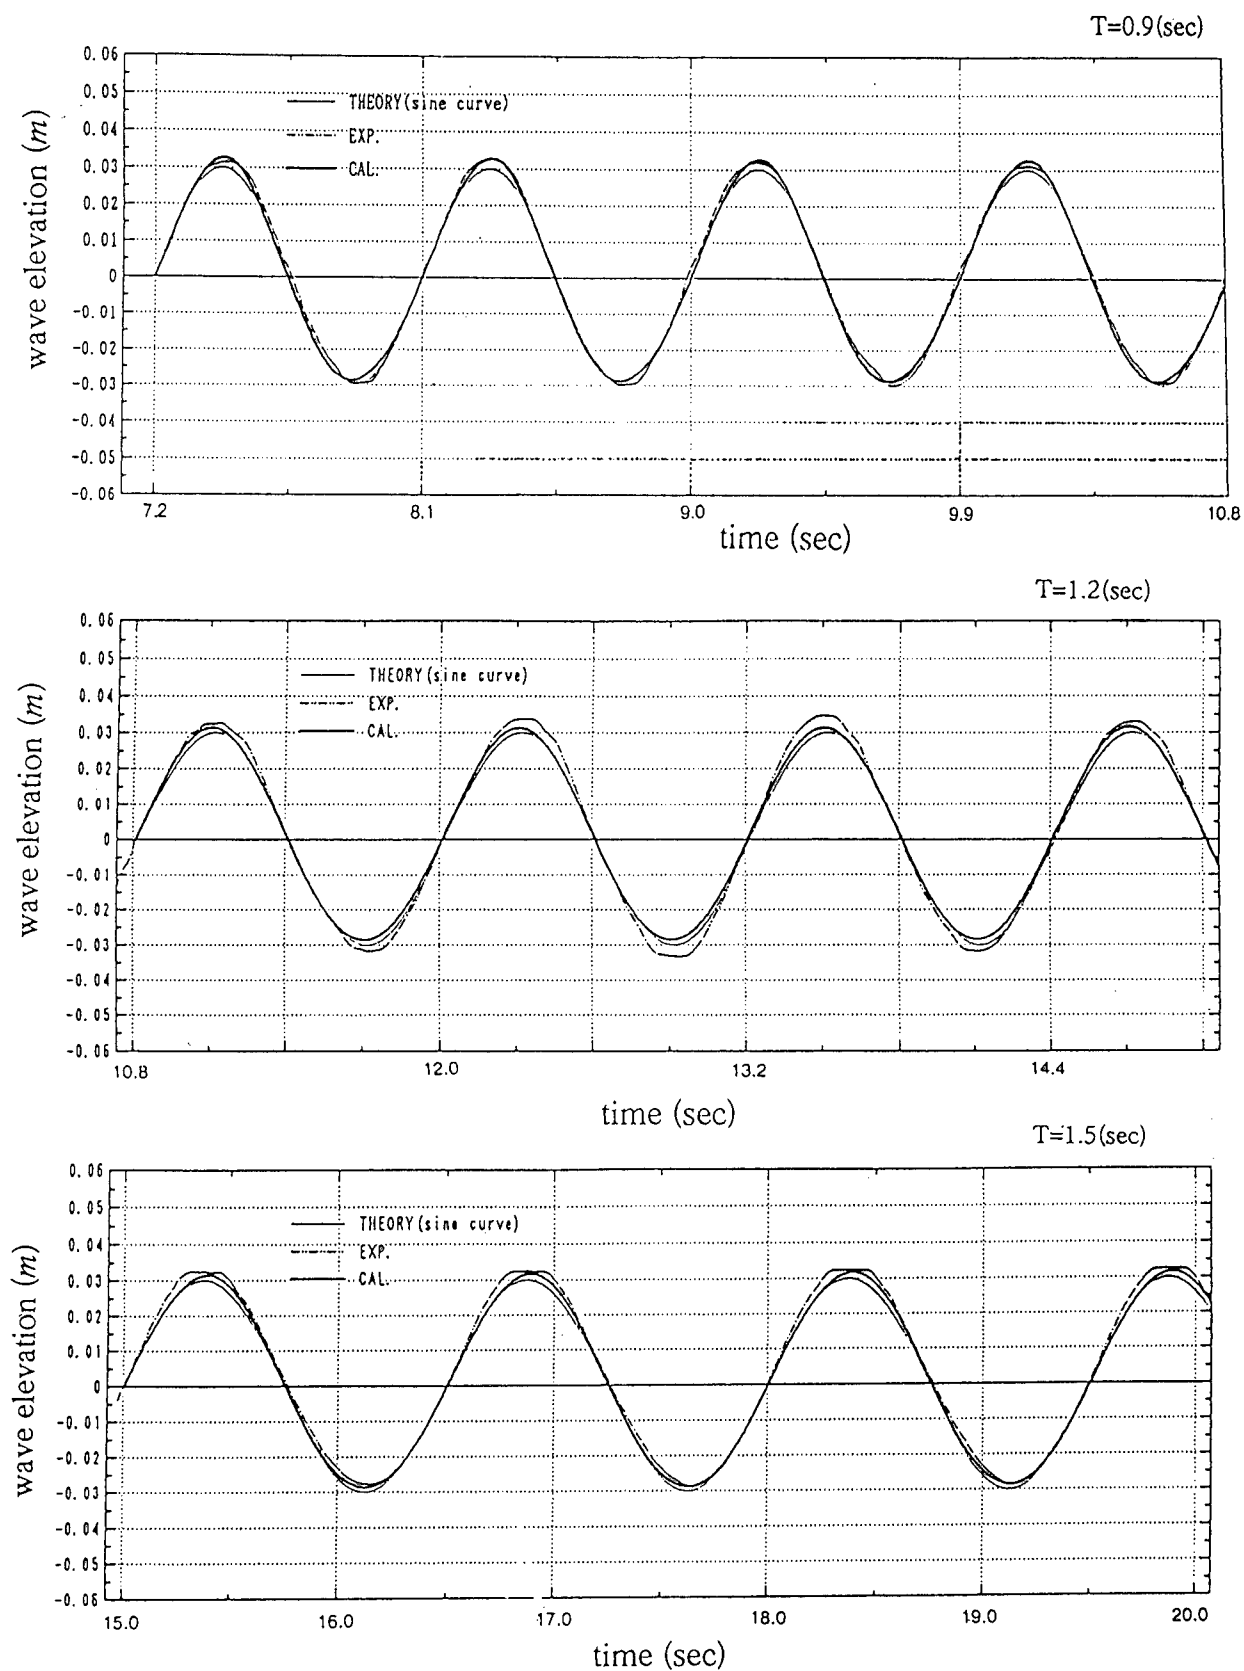 T=0.9(sec)
0.06
0.05
0.04
0.03
0.02
0.01
0
-0.01
-0.02
-0.03
-0.04
-0.05
-0.06
wave elevation (m)
THEORY(sine curve)
EXP.
CAL.
7.2 8.1 9.0 9.9 10.8
time (sec)
T=1.2(sec)
0.06
0.05
0.04
0.03
0.02
0.01
0
-0.01
-0.02
-0.03
-0.04
-0.05
-0.06
wave elevation (m)
THEORY(sine curve)
EXP.
CAL.
10.8 12.0 13.2 14.4
time (sec)
T=1.5(sec)
0.06
0.05
0.04
0.03
0.02
0.01
0
-0.01
-0.02
-0.03
-0.04
-0.05
-0.06
wave elevation (m)
THEORY(sine curve)
EXP.
CAL.
15.0 16.0 17.0 18.0 19.0 20.0
time (sec)